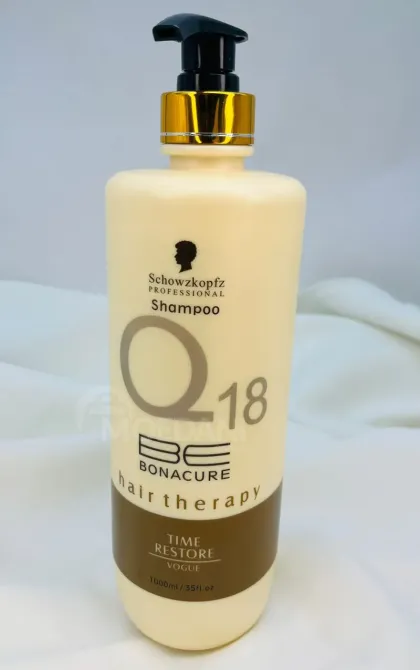 Schowzkopfz
PROFESSIONAL
Shampoo
Q18
BE
BONACURE
hair therapy
TIME
RESTORE
VOGUE
1000ml / 35fl oz